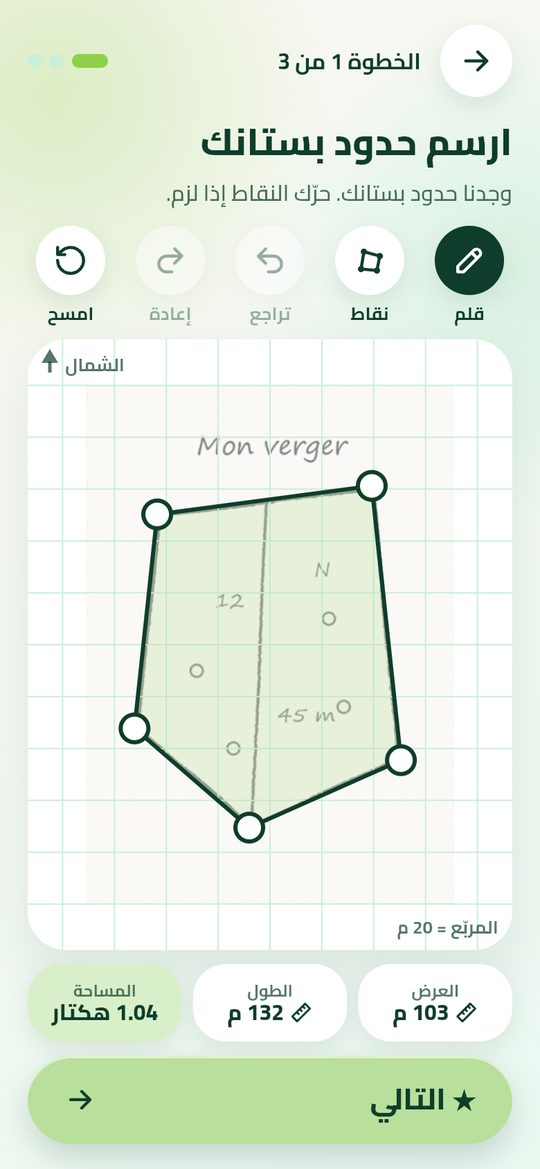 الخطوة 1 من 3
ارسم حدود بستانك
وجدنا حدود بستانك. حرّك النقاط إذا لزم.
قلم
نقاط
تراجع
إعادة
امسح
الشمال
Mon verger
N
12
45 m
المربّع = 20 م
العرض
103 م
الطول
132 م
المساحة
1.04 هكتار
★ التالي